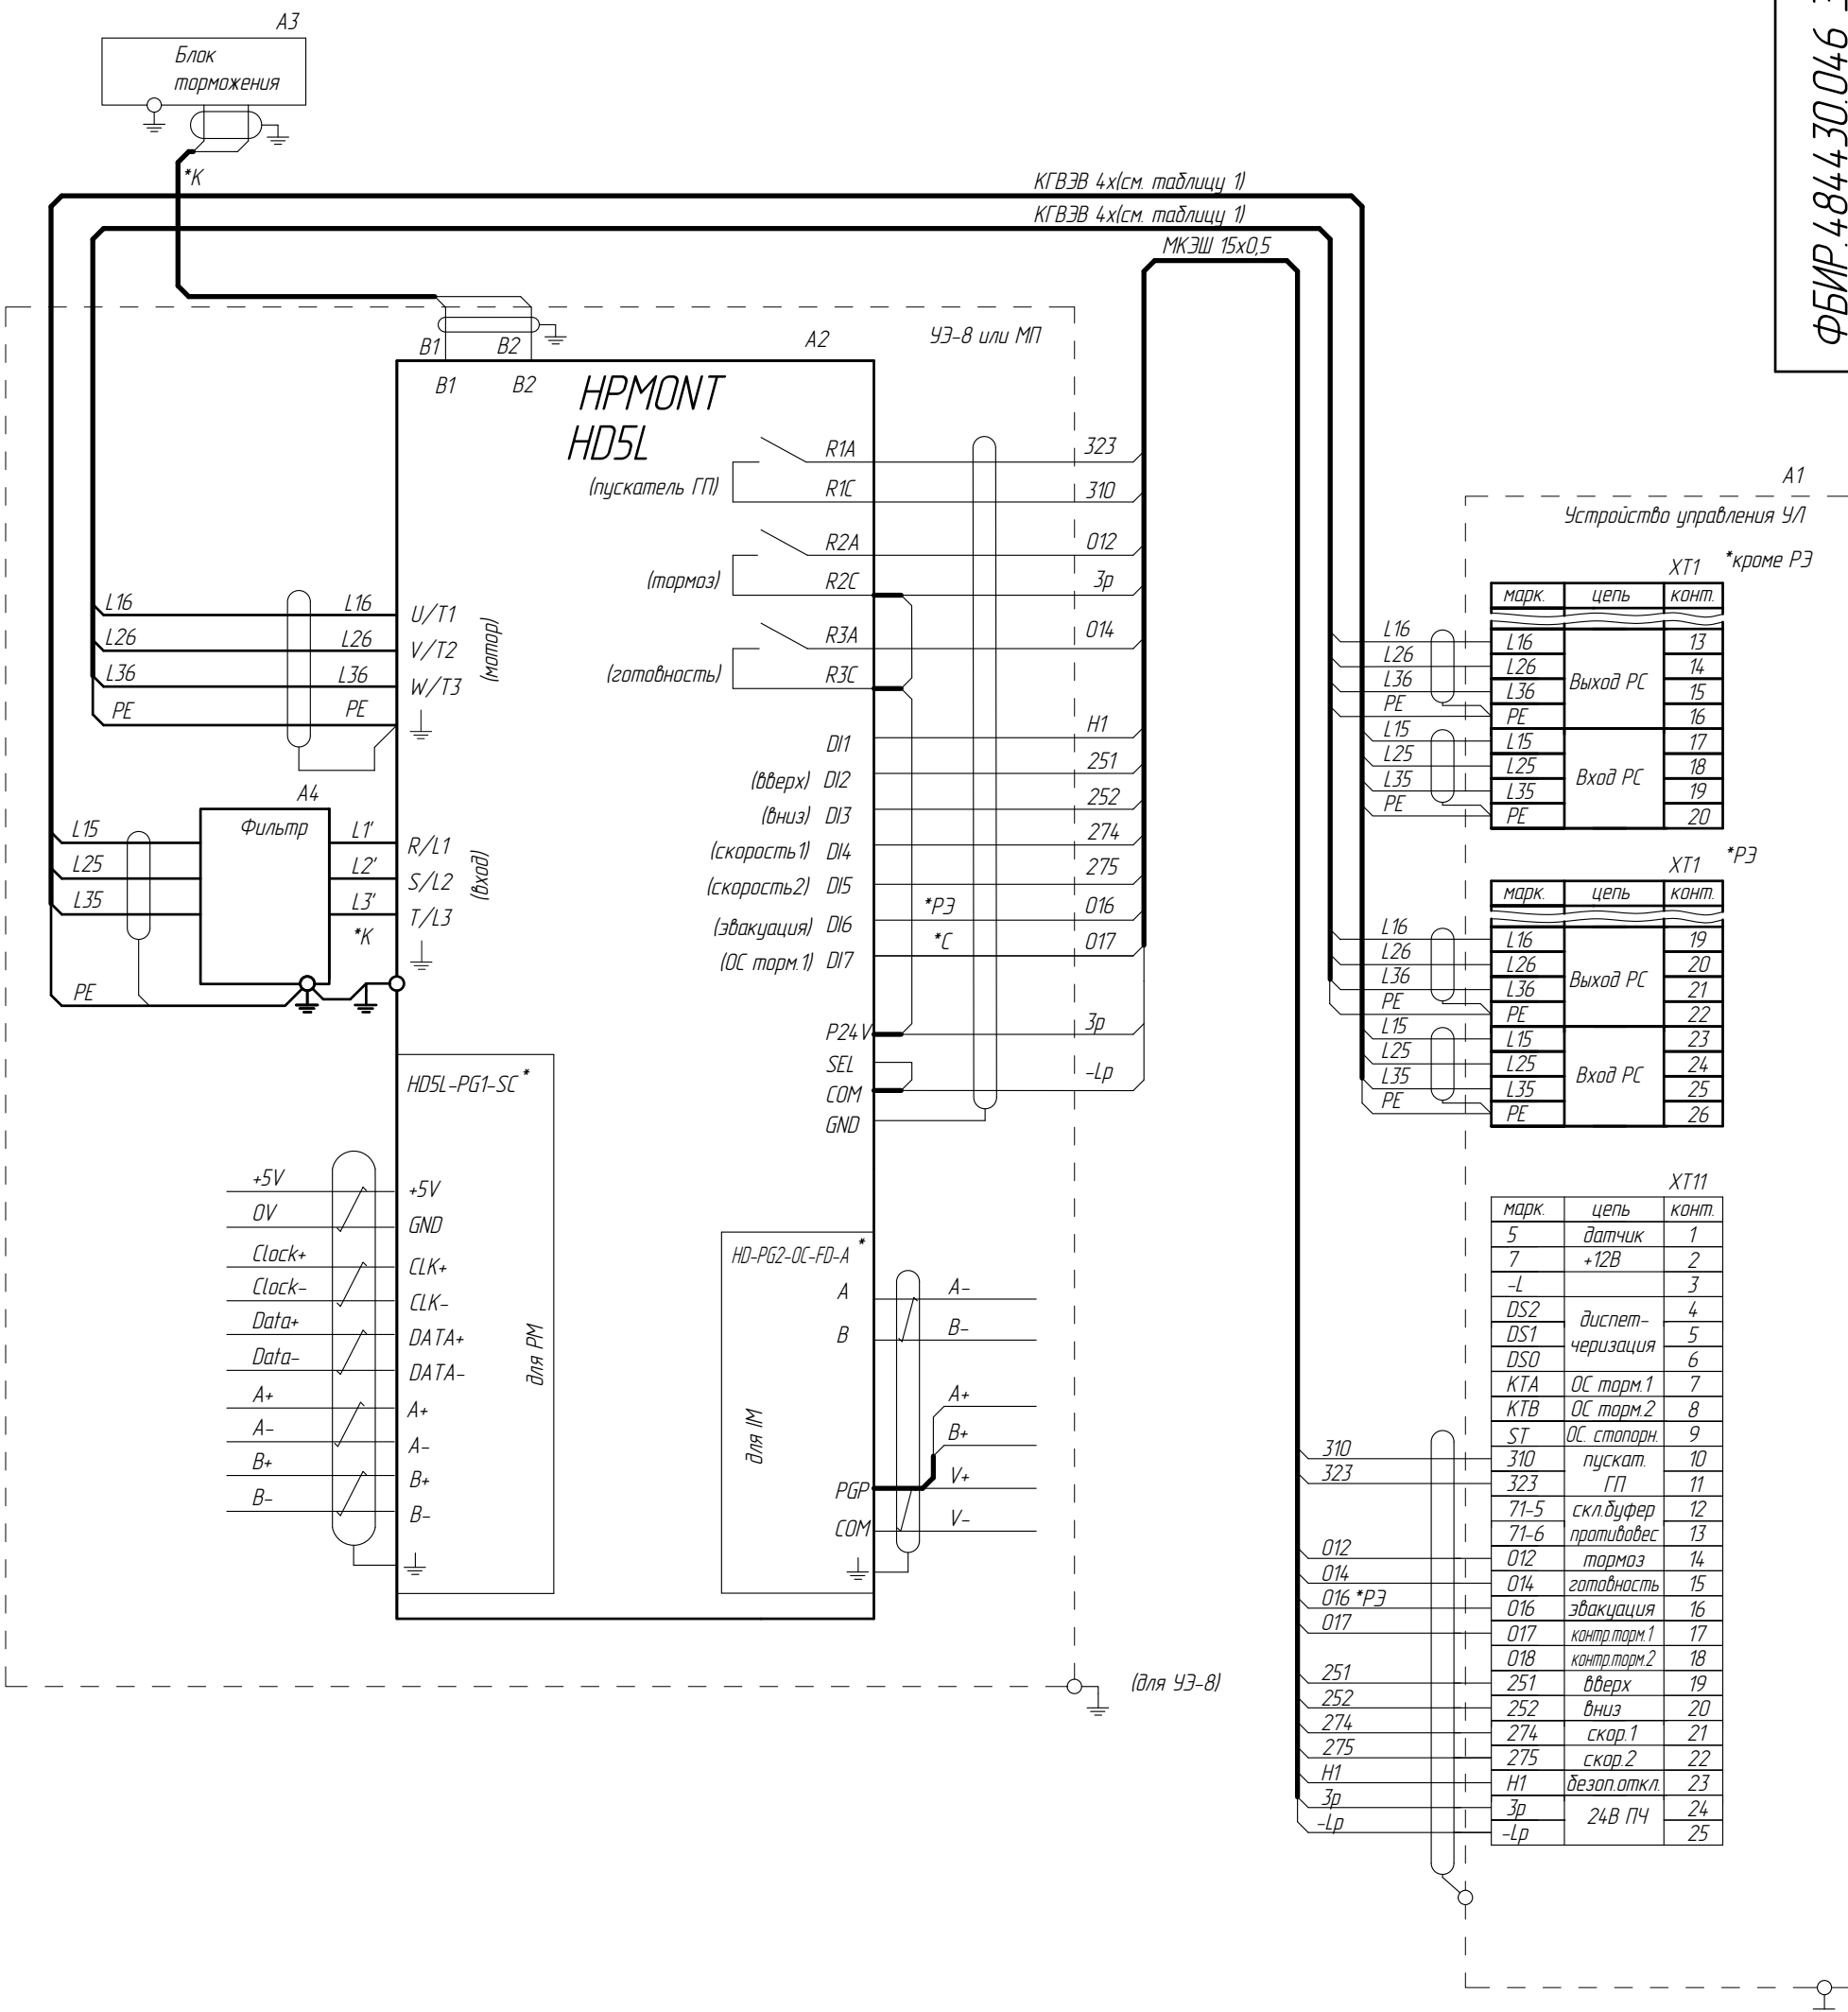 ФБИР.484430.046
А3
Блок
торможения
*К
КГВЭВ 4х(см. таблицу 1)
КГВЭВ 4х(см. таблицу 1)
МКЭШ 15х0,5
B1 B2
А2
УЭ-8 или МП
B1 B2
HPMONT
HD5L
R1A 323
(пускатель ГП) R1C 310
R2A 012
(тормоз) R2C 3р
R3A 014
(готовность) R3C
L16 L16 U/T1
L26 L26 V/T2
L36 L36 W/T3
PE PE
(мотор)
DI1 Н1
(вверх) DI2 251
(вниз) DI3 252
(скорость1) DI4 274
(скорость2) DI5 275
(эвакуация) DI6 *РЭ 016
(ОС торм.1) DI7 *С 017
А4
Фильтр
L15 L1' R/L1
L25 L2' S/L2
L35 L3' T/L3
*К
(вход)
PE
P24V 3р
SEL
COM -Lр
GND
HD5L-PG1-SC*
+5V +5V
0V GND
Clock+ CLK+
Clock- CLK-
Data+ DATA+
Data- DATA-
A+ A+
A- A-
B+ B+
B- B-
для РМ
HD-PG2-OC-FD-A *
A A-
B B-
A+
B+
PGP V+
COM V-
для IM
(для УЭ-8)
А1
Устройство управления УЛ
XT1 *кроме РЭ
марк. цепь конт.
L16 L16 13
L26 L26 14
L36 L36 15
PE PE 16
Выход РС
L15 L15 17
L25 L25 18
L35 L35 19
PE PE 20
Вход РС
XT1 *РЭ
марк. цепь конт.
L16 L16 19
L26 L26 20
L36 L36 21
PE PE 22
Выход РС
L15 L15 23
L25 L25 24
L35 L35 25
PE PE 26
Вход РС
XT11
марк. цепь конт.
5 датчик 1
7 +12В 2
-L 3
DS2 диспет- 4
DS1 черизация 5
DS0 6
КТА ОС торм.1 7
КТВ ОС торм.2 8
ST ОС. стопорн. 9
310 310 пускат. 10
323 323 ГП 11
71-5 скл.буфер 12
71-6 противовес 13
012 012 тормоз 14
014 014 готовность 15
016 *РЭ 016 эвакуация 16
017 017 контр.торм.1 17
018 контр.торм.2 18
251 251 вверх 19
252 252 вниз 20
274 274 скор.1 21
275 275 скор.2 22
Н1 Н1 безоп.откл. 23
3р 3р 24В ПЧ 24
-Lр -Lр 25